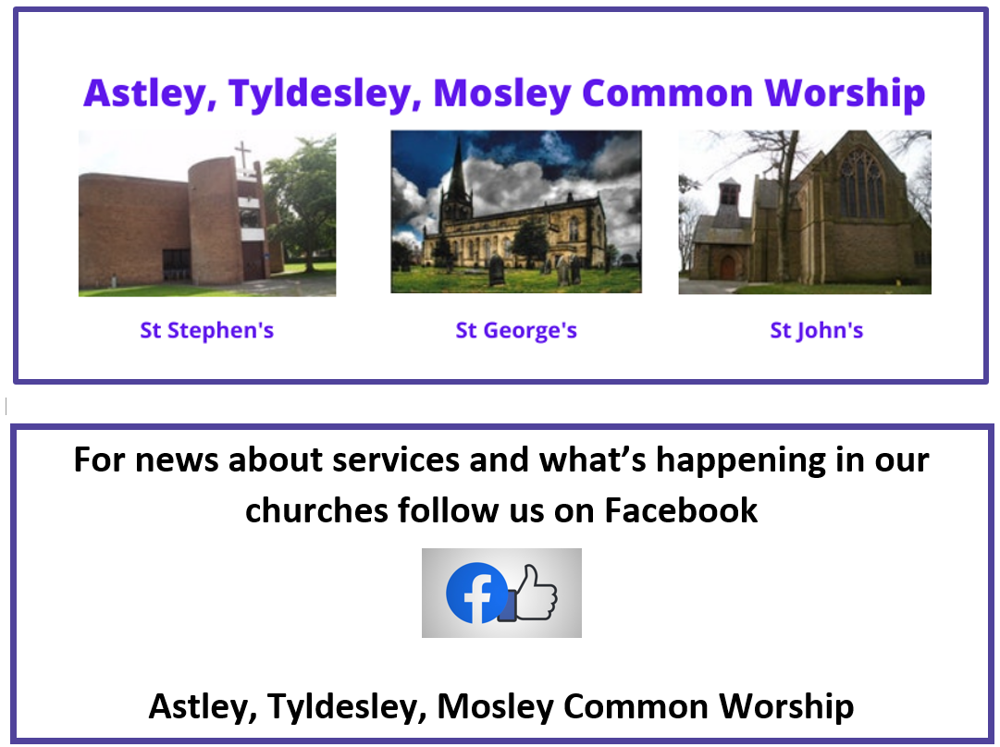 Astley, Tyldesley, Mosley Common Worship
St Stephen's
St George's
St John's
For news about services and what’s happening in our
churches follow us on Facebook
Astley, Tyldesley, Mosley Common Worship